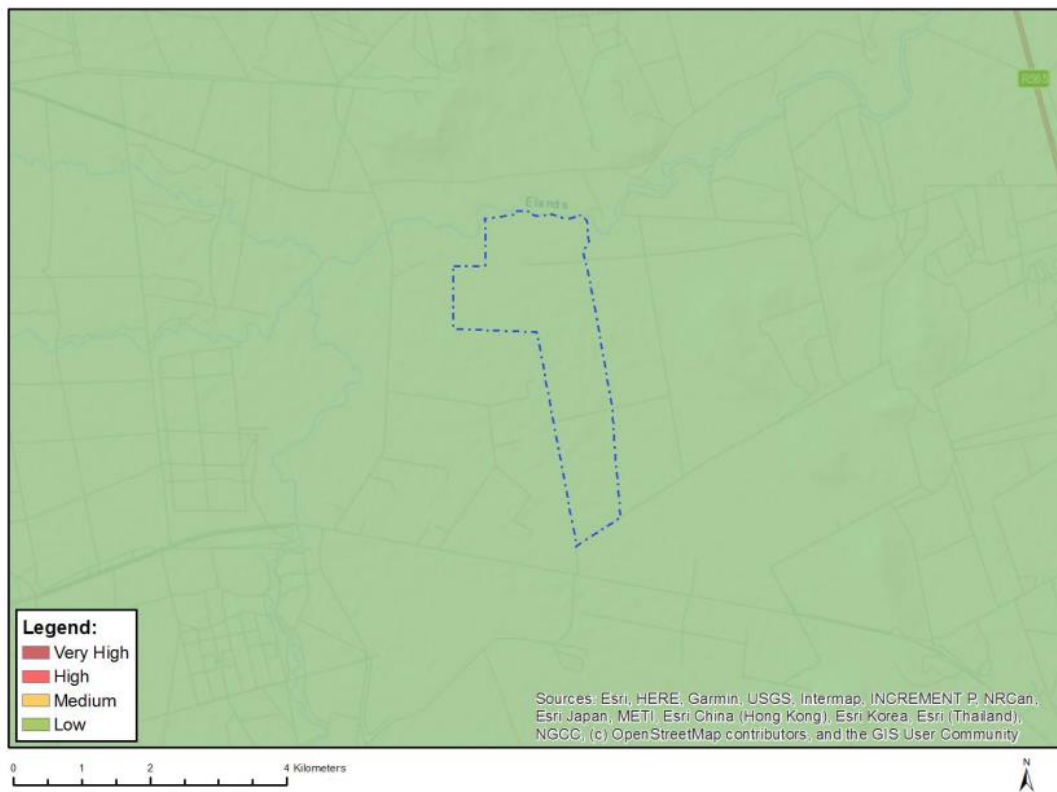 Elands
Legend:
Very High
High
Medium
Low
Sources: Esri, HERE, Garmin, USGS, Intermap, INCREMENT P, NRCan,
Esri Japan, METI, Esri China (Hong Kong), Esri Korea, Esri (Thailand),
NGCC, (c) OpenStreetMap contributors, and the GIS User Community
0 1 2 4 Kilometers
N